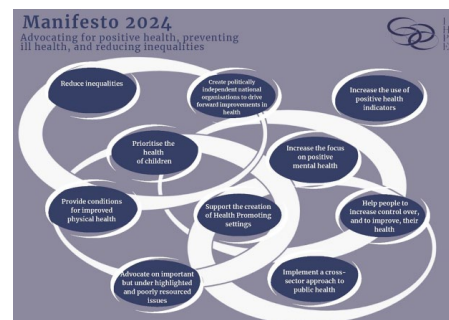 Manifesto 2024
Advocating for positive health, preventing
ill health, and reducing inequalities
Reduce inequalities
Create politically
independent national
organisations to drive
forward improvements in
health
Increase the use of
positive health
indicators
Prioritise the
health
of children
Increase the focus
on positive
mental health
Provide conditions
for improved
physical health
Support the creation
of Health Promoting
settings
Help people to
increase control over,
and to improve, their
health
Advocate on important
but under highlighted
and poorly resourced
issues
Implement a cross-
sector approach to
public health